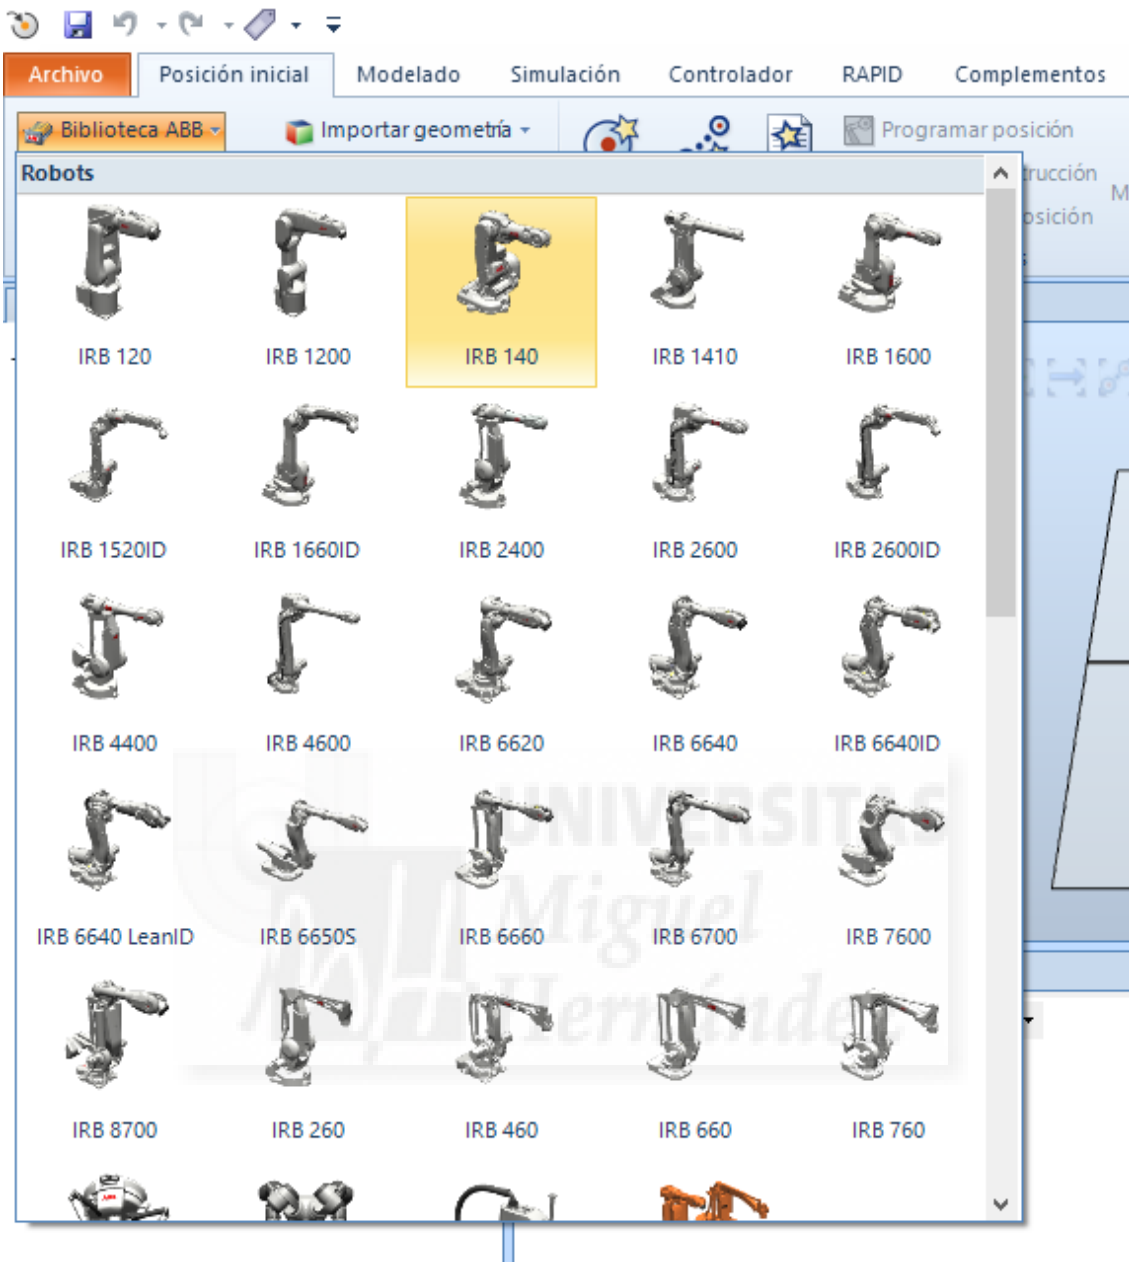 Archivo Posición inicial Modelado Simulación Controlador RAPID Complementos
Biblioteca ABB Importar geometría Programar posición
Robots
IRB 120 IRB 1200 IRB 140 IRB 1410 IRB 1600
IRB 1520ID IRB 1660ID IRB 2400 IRB 2600 IRB 2600ID
IRB 4400 IRB 4600 IRB 6620 IRB 6640 IRB 6640ID
UNIVERSITAS
Miguel
Hernández
IRB 6640 LeanID IRB 6650S IRB 6660 IRB 6700 IRB 7600
IRB 8700 IRB 260 IRB 460 IRB 660 IRB 760